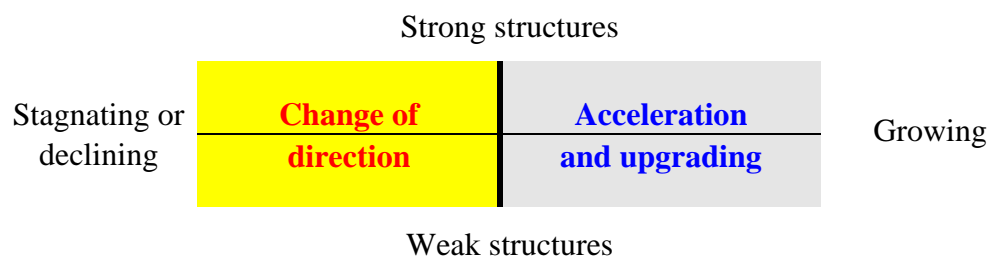 Strong structures
Stagnating or
declining
Change of
direction
Acceleration
and upgrading
Growing
Weak structures